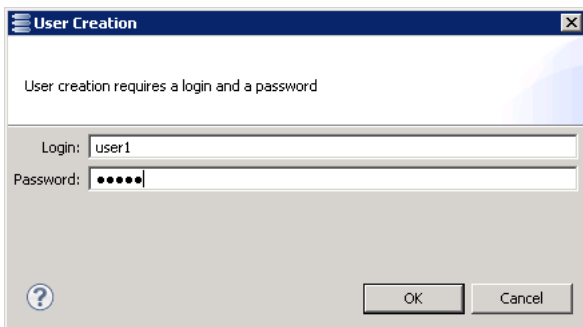 User Creation
User creation requires a login and a password
Login: user1
Password: •••••
? OK Cancel